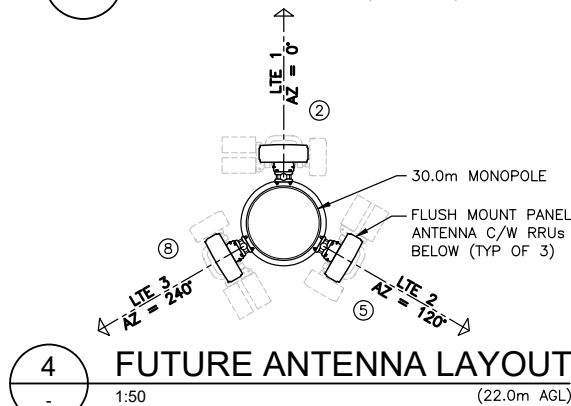 LTE 1
AZ = 0°
2
30.0m MONOPOLE
FLUSH MOUNT PANEL
ANTENNA C/W RRUs
BELOW (TYP OF 3)
8
LTE 3
AZ = 240°
5
LTE 2
AZ = 120°
4
-
FUTURE ANTENNA LAYOUT
1:50
(22.0m AGL)